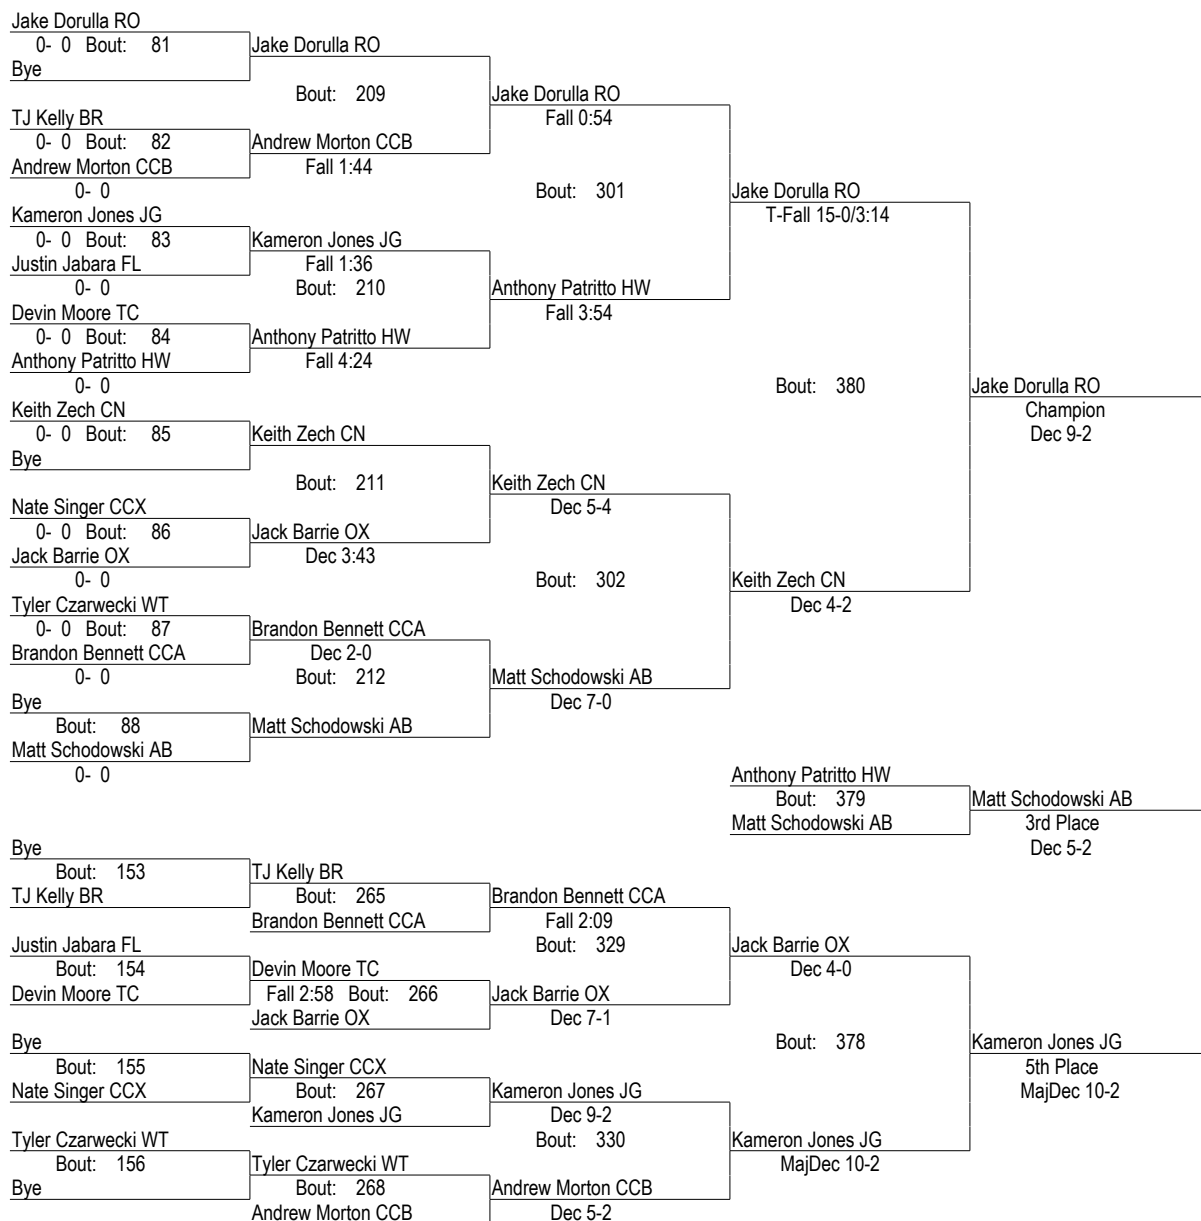 Jake Dorulla RO
0- 0 Bout: 81
Jake Dorulla RO
Bye
Bout: 209
Jake Dorulla RO
TJ Kelly BR
Fall 0:54
0- 0 Bout: 82
Andrew Morton CCB
Andrew Morton CCB
Fall 1:44
0- 0
Bout: 301
Jake Dorulla RO
Kameron Jones JG
T-Fall 15-0/3:14
0- 0 Bout: 83
Kameron Jones JG
Justin Jabara FL
Fall 1:36
0- 0
Bout: 210
Anthony Patritto HW
Devin Moore TC
Fall 3:54
0- 0 Bout: 84
Anthony Patritto HW
Anthony Patritto HW
Fall 4:24
0- 0
Bout: 380
Jake Dorulla RO
Keith Zech CN
Champion
0- 0 Bout: 85
Keith Zech CN
Dec 9-2
Bye
Bout: 211
Keith Zech CN
Nate Singer CCX
Dec 5-4
0- 0 Bout: 86
Jack Barrie OX
Jack Barrie OX
Dec 3:43
0- 0
Bout: 302
Keith Zech CN
Tyler Czarwecki WT
Dec 4-2
0- 0 Bout: 87
Brandon Bennett CCA
Brandon Bennett CCA
Dec 2-0
0- 0
Bout: 212
Matt Schodowski AB
Bye
Dec 7-0
Bout: 88
Matt Schodowski AB
Matt Schodowski AB
0- 0
Anthony Patritto HW
Bout: 379
Matt Schodowski AB
Matt Schodowski AB
3rd Place
Dec 5-2
Bye
Bout: 153
TJ Kelly BR
TJ Kelly BR
Bout: 265
Brandon Bennett CCA
Brandon Bennett CCA
Fall 2:09
Justin Jabara FL
Bout: 329
Jack Barrie OX
Bout: 154
Devin Moore TC
Dec 4-0
Devin Moore TC
Fall 2:58 Bout: 266
Jack Barrie OX
Jack Barrie OX
Dec 7-1
Bye
Bout: 378
Kameron Jones JG
Bout: 155
Nate Singer CCX
5th Place
Nate Singer CCX
Bout: 267
Kameron Jones JG
MajDec 10-2
Kameron Jones JG
Dec 9-2
Tyler Czarwecki WT
Bout: 330
Kameron Jones JG
Bout: 156
Tyler Czarwecki WT
MajDec 10-2
Bye
Bout: 268
Andrew Morton CCB
Andrew Morton CCB
Dec 5-2